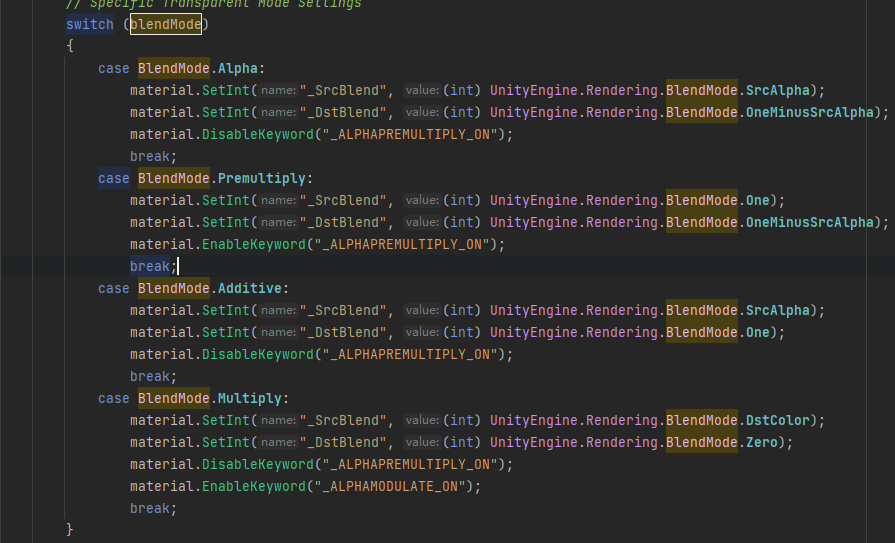 // Specific Transparent Mode Settings
switch (blendMode)
{
case BlendMode.Alpha:
material.SetInt(name:"_SrcBlend", value:(int) UnityEngine.Rendering.BlendMode.SrcAlpha);
material.SetInt(name:"_DstBlend", value:(int) UnityEngine.Rendering.BlendMode.OneMinusSrcAlpha);
material.DisableKeyword("_ALPHAPREMULTIPLY_ON");
break;
case BlendMode.Premultiply:
material.SetInt(name:"_SrcBlend", value:(int) UnityEngine.Rendering.BlendMode.One);
material.SetInt(name:"_DstBlend", value:(int) UnityEngine.Rendering.BlendMode.OneMinusSrcAlpha);
material.EnableKeyword("_ALPHAPREMULTIPLY_ON");
break;
case BlendMode.Additive:
material.SetInt(name:"_SrcBlend", value:(int) UnityEngine.Rendering.BlendMode.SrcAlpha);
material.SetInt(name:"_DstBlend", value:(int) UnityEngine.Rendering.BlendMode.One);
material.DisableKeyword("_ALPHAPREMULTIPLY_ON");
break;
case BlendMode.Multiply:
material.SetInt(name:"_SrcBlend", value:(int) UnityEngine.Rendering.BlendMode.DstColor);
material.SetInt(name:"_DstBlend", value:(int) UnityEngine.Rendering.BlendMode.Zero);
material.DisableKeyword("_ALPHAPREMULTIPLY_ON");
material.EnableKeyword("_ALPHAMODULATE_ON");
break;
}